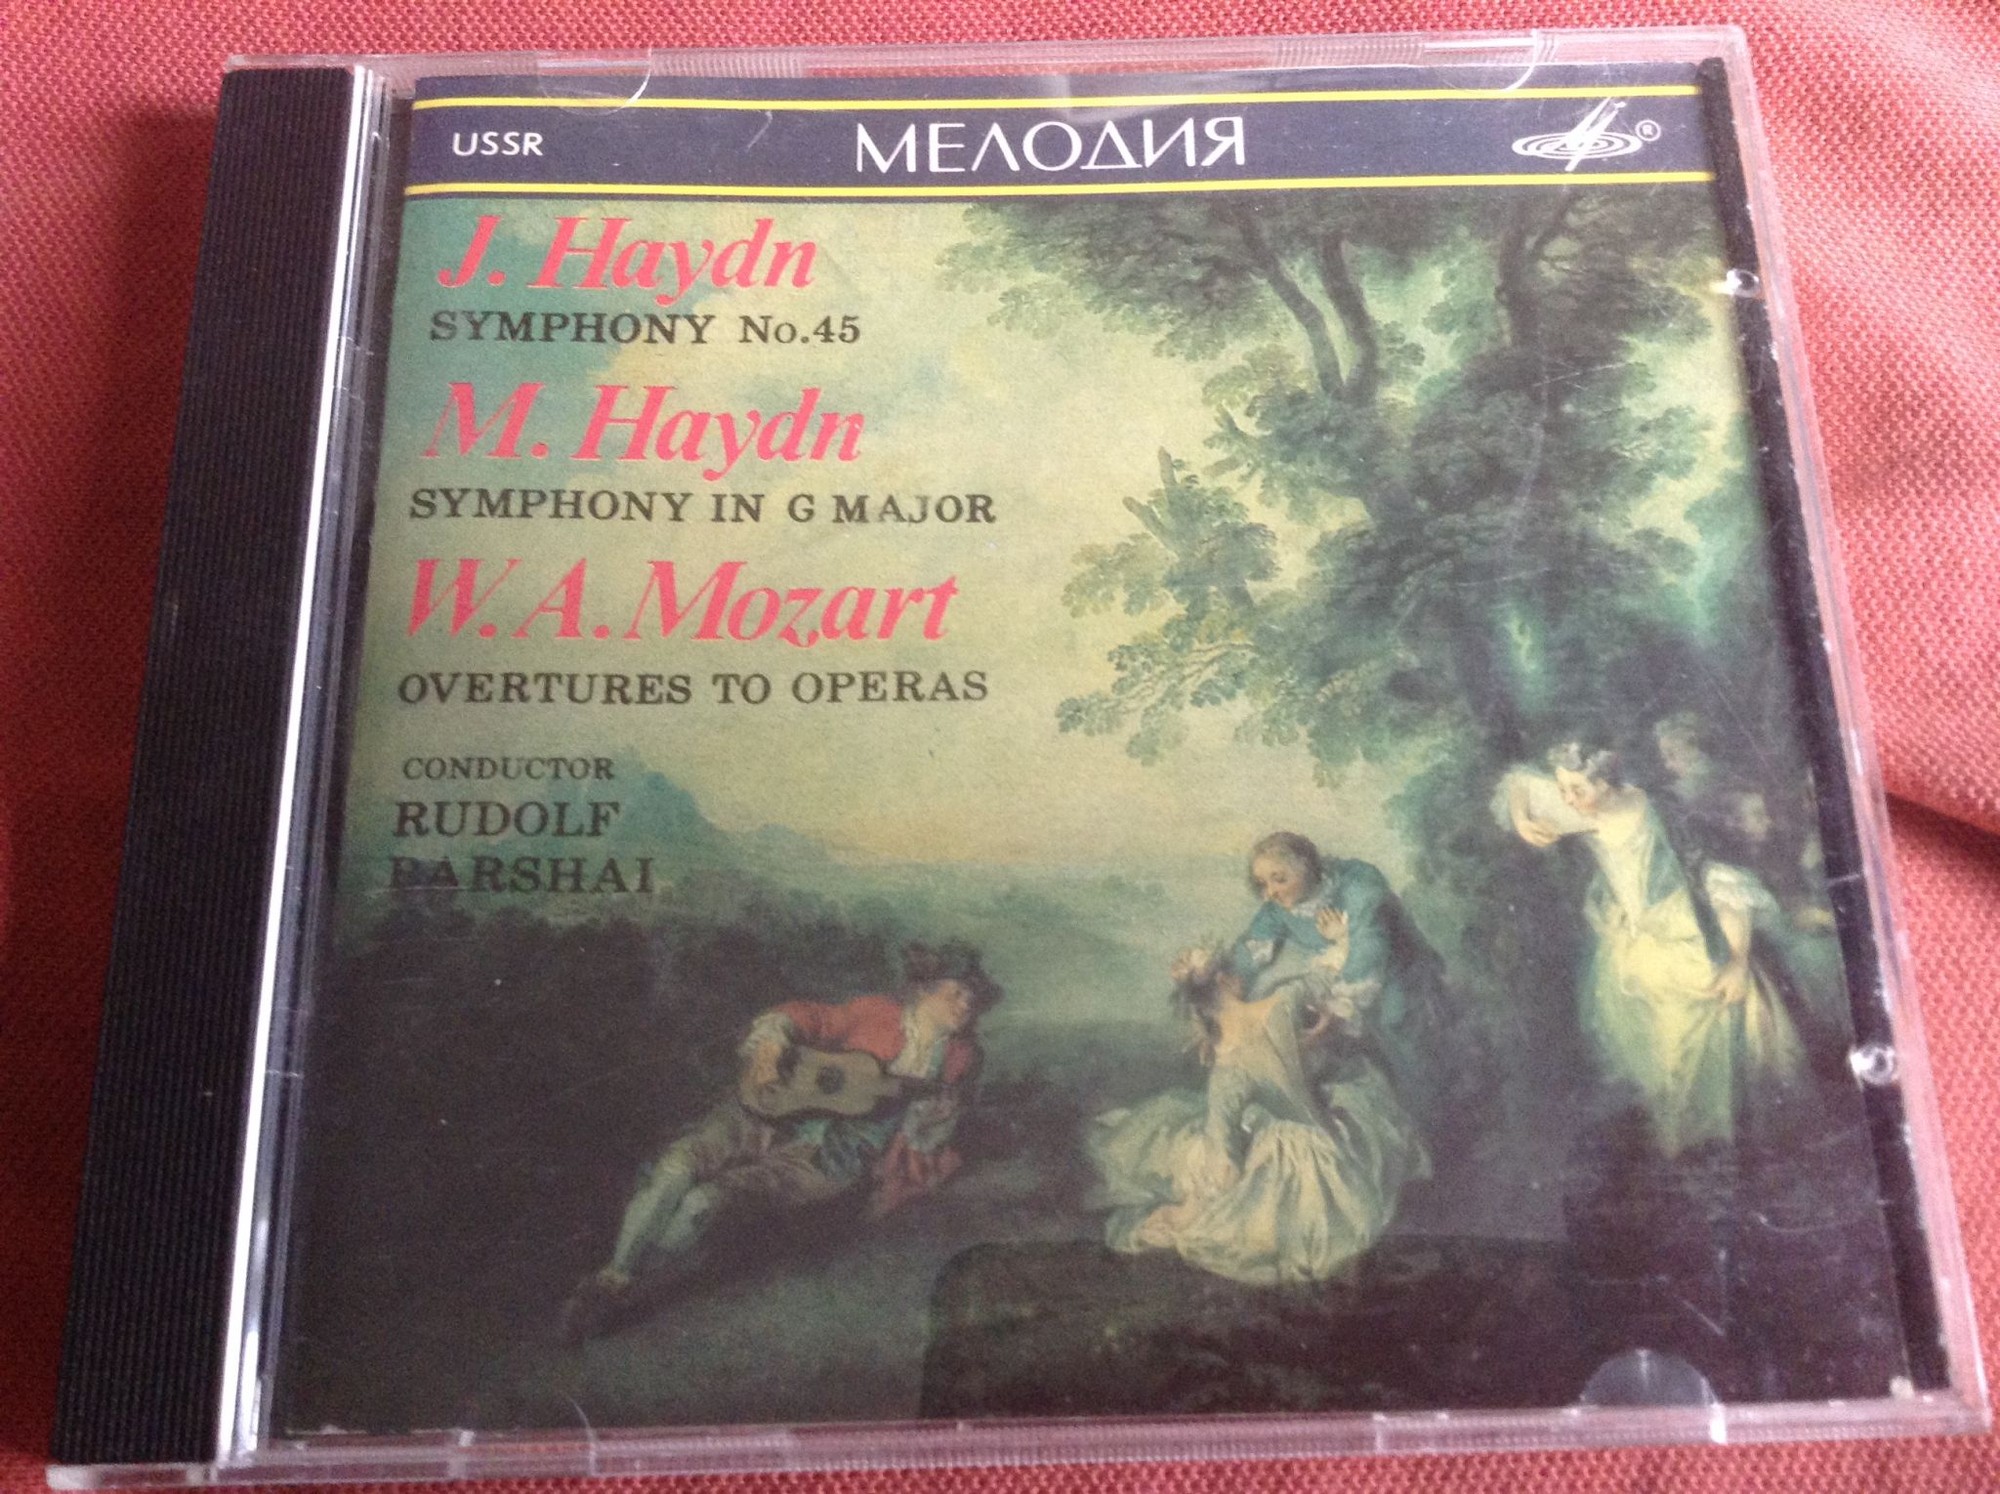 USSR
МЕЛОДИЯ
®
J. Haydn
SYMPHONY No.45
M. Haydn
SYMPHONY IN G MAJOR
W. A. Mozart
OVERTURES TO OPERAS
CONDUCTOR
RUDOLF
BARSHAI